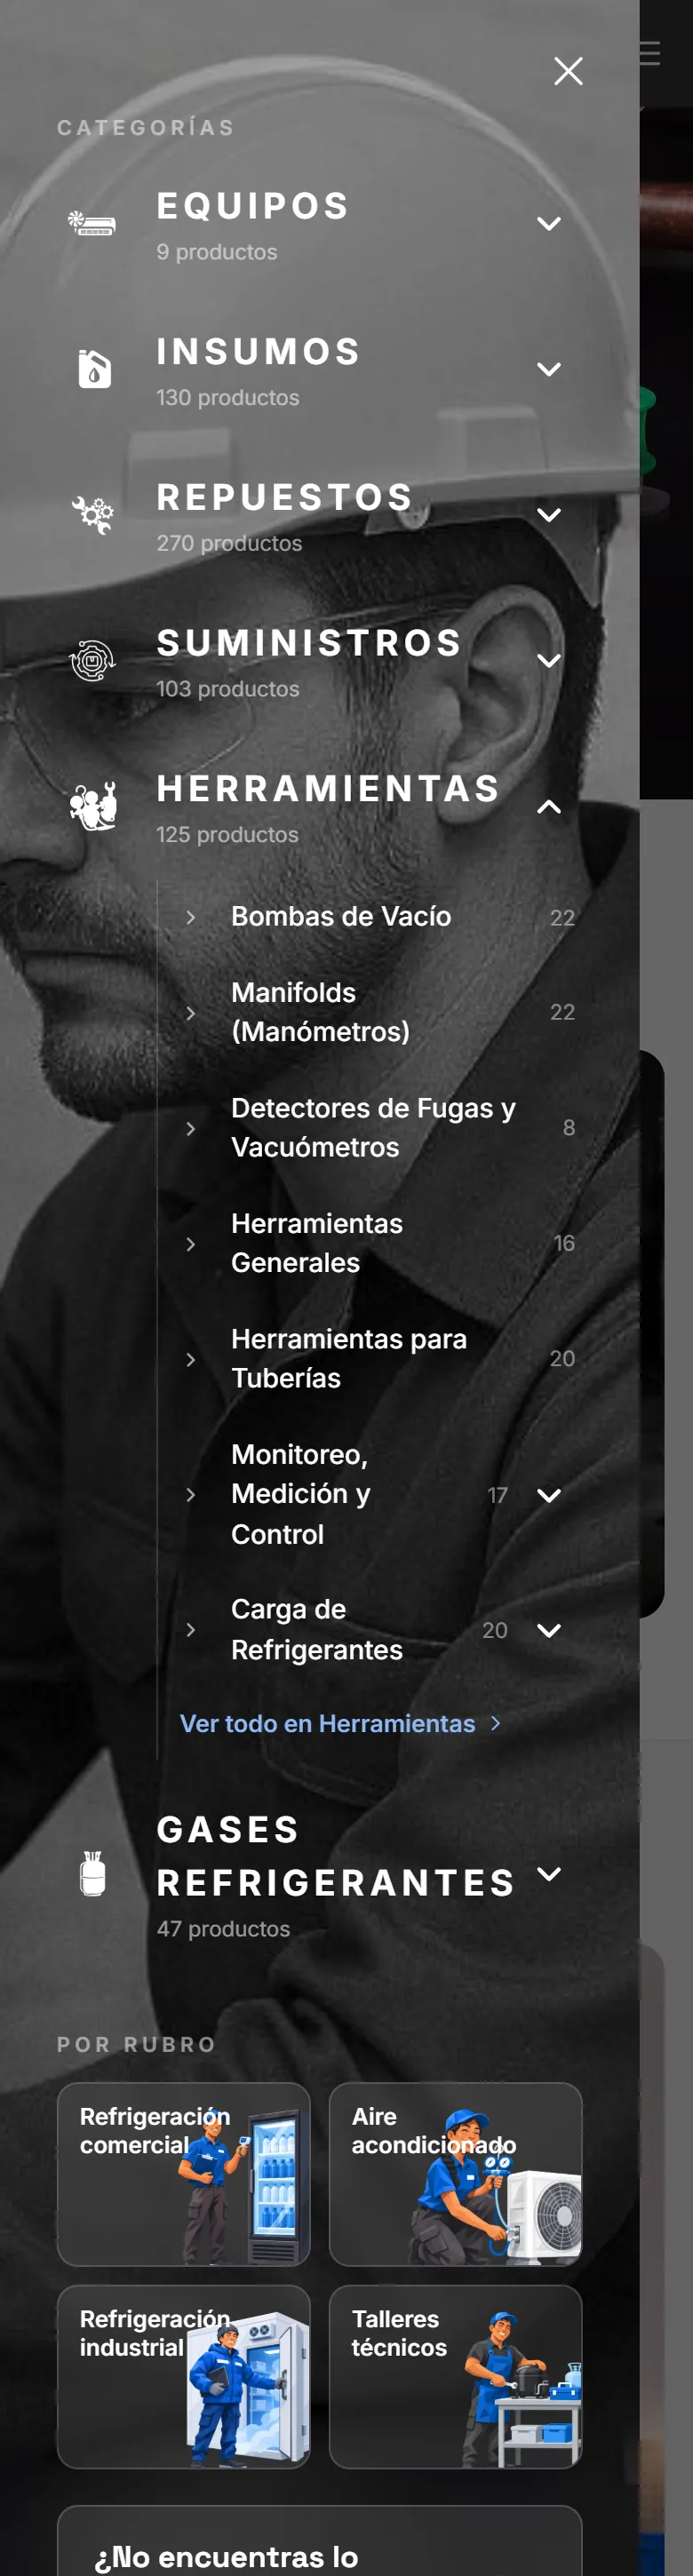 CATEGORÍAS
EQUIPOS
9 productos
INSUMOS
130 productos
REPUESTOS
270 productos
SUMINISTROS
103 productos
HERRAMIENTAS
125 productos
Bombas de Vacío 22
Manifolds
(Manómetros) 22
Detectores de Fugas y
Vacuómetros 8
Herramientas
Generales 16
Herramientas para
Tuberías 20
Monitoreo,
Medición y 17
Control
Carga de
Refrigerantes 20
Ver todo en Herramientas
GASES
REFRIGERANTES
47 productos
POR RUBRO
Refrigeración
comercial
Aire
acondicionado
Refrigeración
industrial
Talleres
técnicos
¿No encuentras lo